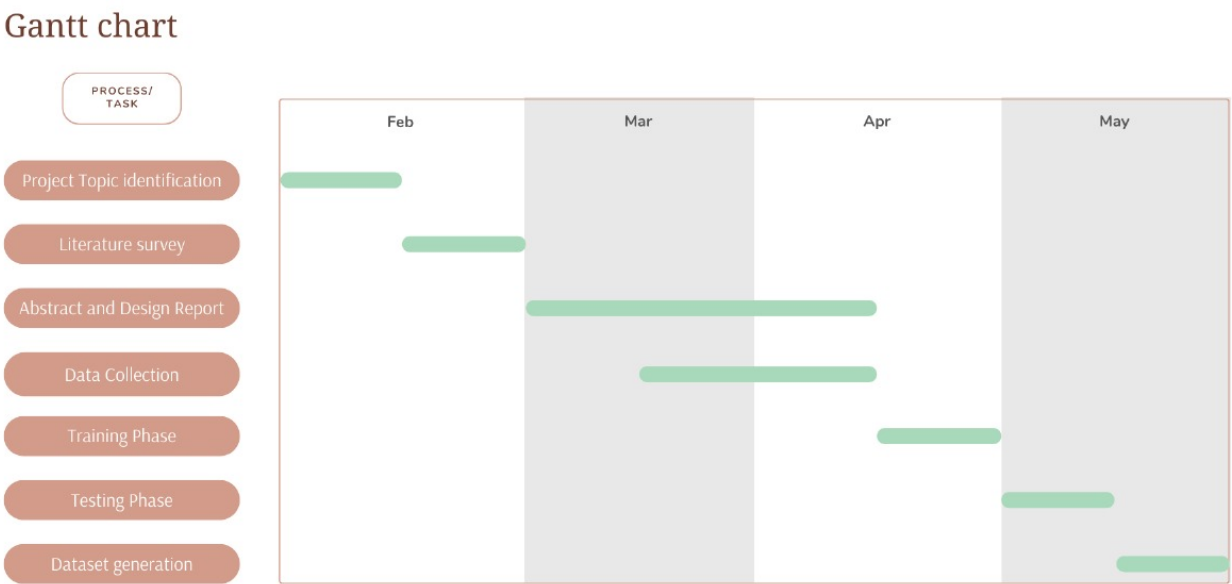 Gantt chart
PROCESS/
TASK
Feb
Mar
Apr
May
Project Topic identification
Literature survey
Abstract and Design Report
Data Collection
Training Phase
Testing Phase
Dataset generation